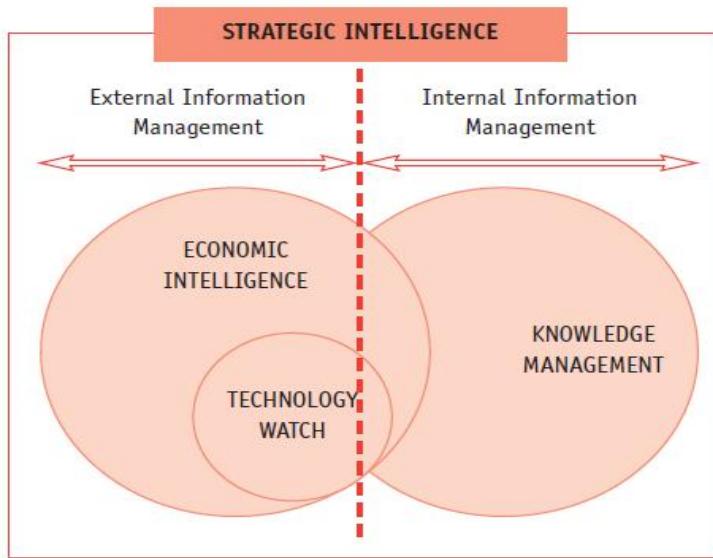 STRATEGIC INTELLIGENCE
External Information
Management
Internal Information
Management
ECONOMIC
INTELLIGENCE
KNOWLEDGE
MANAGEMENT
TECHNOLOGY
WATCH